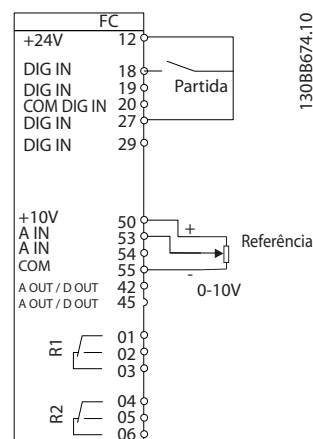 FC
+24V 12
DIG IN 18
DIG IN 19
COM DIG IN 20
DIG IN 27
DIG IN 29
Partida
+10V 50
A IN 53
A IN 54
COM 55
A OUT / D OUT 42
A OUT / D OUT 45
+
-
Referência
0-10V
R1
01
02
03
R2
04
05
06
130BB674.10